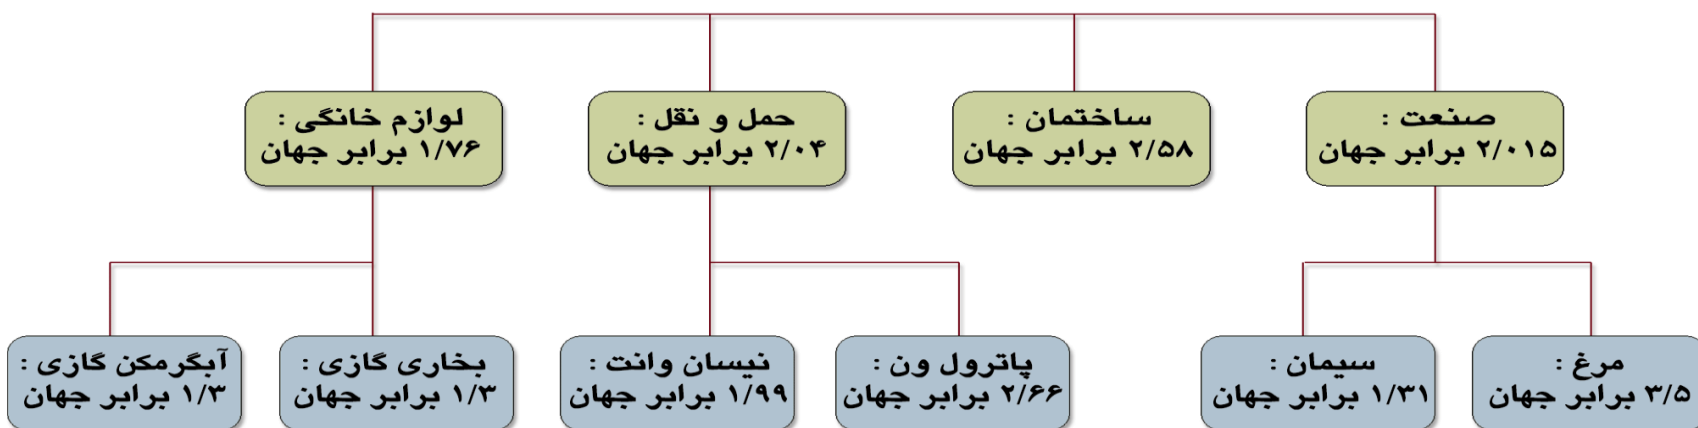 صنعت :
۲/۰۱۵ برابر جهان
ساختمان :
۲/۵۸ برابر جهان
حمل و نقل :
۲/۰۴ برابر جهان
لوازم خانگی :
۱/۷۶ برابر جهان
مرغ :
۳/۵ برابر جهان
سیمان :
۱/۳۱ برابر جهان
پاترول ون :
۲/۶۶ برابر جهان
نیسان وانت :
۱/۹۹ برابر جهان
بخاری گازی :
۱/۳ برابر جهان
آبگرمکن گازی :
۱/۳ برابر جهان